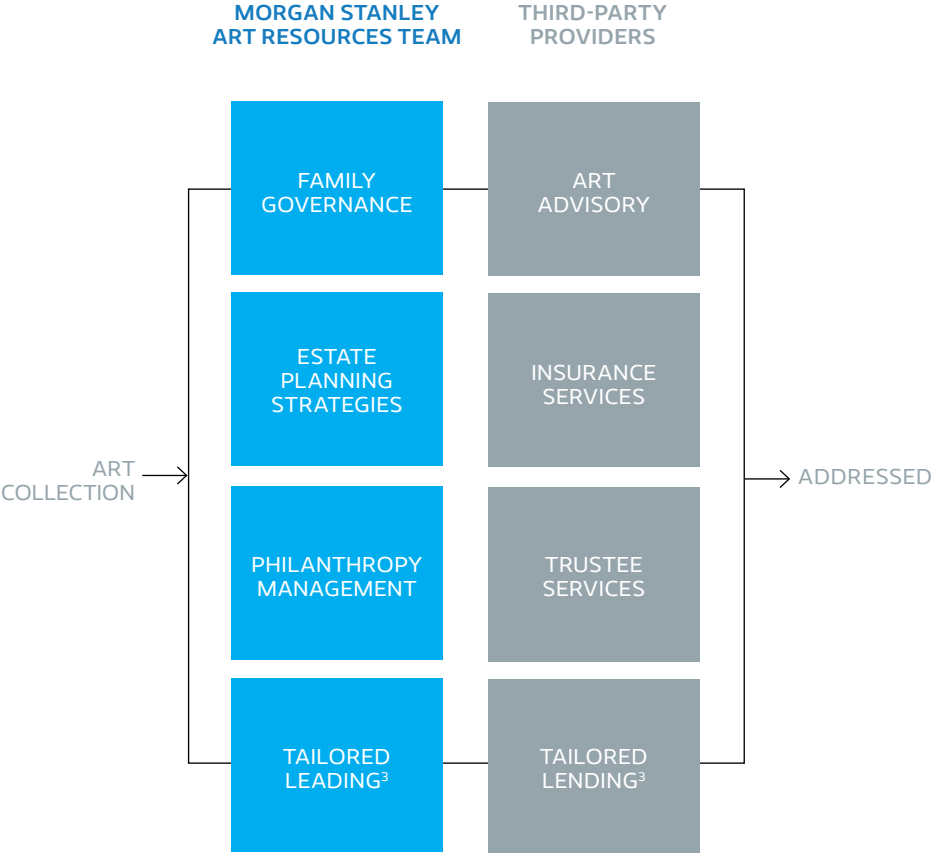 MORGAN STANLEY
ART RESOURCES TEAM
THIRD-PARTY
PROVIDERS
FAMILY
GOVERNANCE
ART
ADVISORY
ESTATE
PLANNING
STRATEGIES
INSURANCE
SERVICES
ART
COLLECTION
ADDRESSED
PHILANTHROPY
MANAGEMENT
TRUSTEE
SERVICES
TAILORED
LEADING³
TAILORED
LENDING³